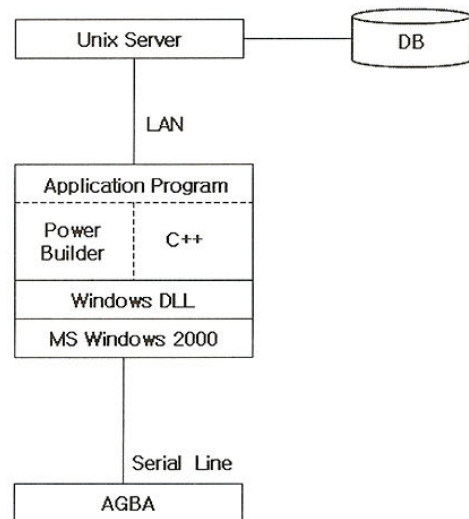 Unix Server
DB
LAN
Application Program
Power
Builder
C++
Windows DLL
MS Windows 2000
Serial Line
AGBA